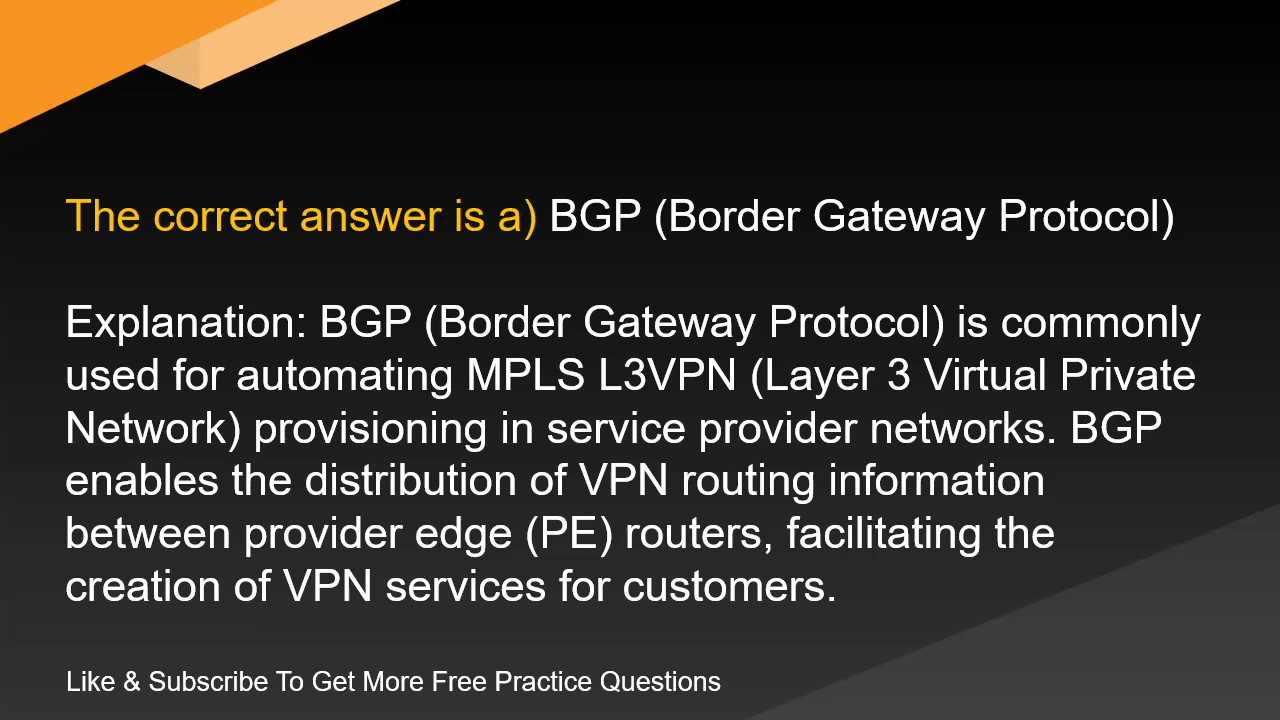 The correct answer is a) BGP (Border Gateway Protocol)
Explanation: BGP (Border Gateway Protocol) is commonly
used for automating MPLS L3VPN (Layer 3 Virtual Private
Network) provisioning in service provider networks. BGP
enables the distribution of VPN routing information
between provider edge (PE) routers, facilitating the
creation of VPN services for customers.
Like & Subscribe To Get More Free Practice Questions